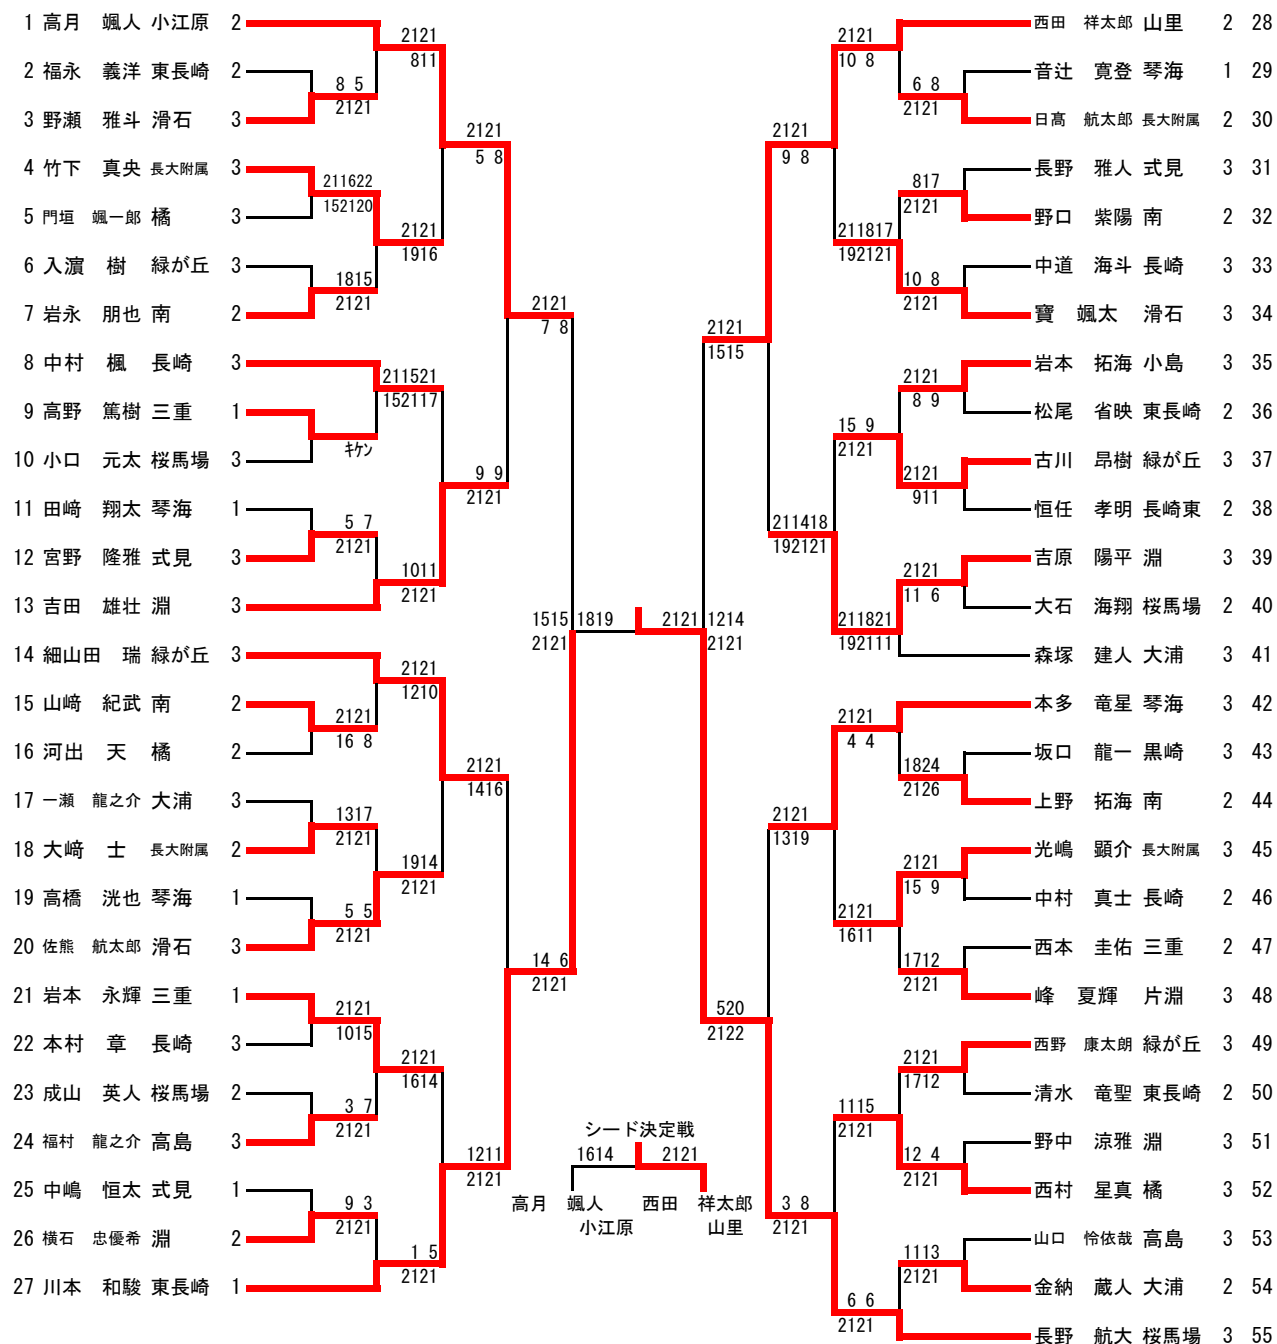 1 高月 颯人 小江原 2
2 福永 義洋 東長崎 2
3 野瀬 雅斗 滑石 3
4 竹下 真央 長大附属 3
5 門垣 颯一郎 橘 3
6 入濵 樹 緑が丘 3
7 岩永 朋也 南 2
8 中村 楓 長崎 3
9 高野 篤樹 三重 1
10 小口 元太 桜馬場 3
11 田﨑 翔太 琴海 1
12 宮野 隆雅 式見 3
13 吉田 雄壮 淵 3
14 細山田 瑞 緑が丘 3
15 山﨑 紀武 南 2
16 河出 天 橘 2
17 一瀬 龍之介 大浦 3
18 大﨑 士 長大附属 2
19 高橋 洸也 琴海 1
20 佐熊 航太郎 滑石 3
21 岩本 永輝 三重 1
22 本村 章 長崎 3
23 成山 英人 桜馬場 2
24 福村 龍之介 高島 3
25 中嶋 恒太 式見 1
26 横石 忠優希 淵 2
27 川本 和駿 東長崎 1
8 5
2121
211622
152120
1815
2121
キケン
5 7
2121
2121
16 8
1317
2121
5 5
2121
2121
1015
3 7
2121
9 3
2121
2121
811
2121
1916
211521
152117
1011
2121
2121
1210
1914
2121
2121
1614
1 5
2121
2121
5 8
9 9
2121
2121
1416
1211
2121
2121
7 8
14 6
2121
1515
2121
1819
2121
1214
2121
2121
1515
520
2122
2121
9 8
211418
192121
2121
1319
3 8
2121
2121
10 8
211817
192121
15 9
2121
211821
192111
2121
4 4
2121
1611
1115
2121
6 6
2121
6 8
2121
817
2121
10 8
2121
2121
8 9
2121
911
2121
11 6
1824
2126
2121
15 9
1712
2121
2121
1712
12 4
2121
1113
2121
西田 祥太郎 山里 2 28
音辻 寛登 琴海 1 29
日髙 航太郎 長大附属 2 30
長野 雅人 式見 3 31
野口 紫陽 南 2 32
中道 海斗 長崎 3 33
寶 颯太 滑石 3 34
岩本 拓海 小島 3 35
松尾 省映 東長崎 2 36
古川 昂樹 緑が丘 3 37
恒任 孝明 長崎東 2 38
吉原 陽平 淵 3 39
大石 海翔 桜馬場 2 40
森塚 建人 大浦 3 41
本多 竜星 琴海 3 42
坂口 龍一 黒崎 3 43
上野 拓海 南 2 44
光嶋 顕介 長大附属 3 45
中村 真士 長崎 2 46
西本 圭佑 三重 2 47
峰 夏輝 片淵 3 48
西野 康太朗 緑が丘 3 49
清水 竜聖 東長崎 2 50
野中 涼雅 淵 3 51
西村 星真 橘 3 52
山口 怜依哉 高島 3 53
金納 蔵人 大浦 2 54
長野 航大 桜馬場 3 55
シード決定戦
1614 2121
高月 颯人 西田 祥太郎
小江原 山里